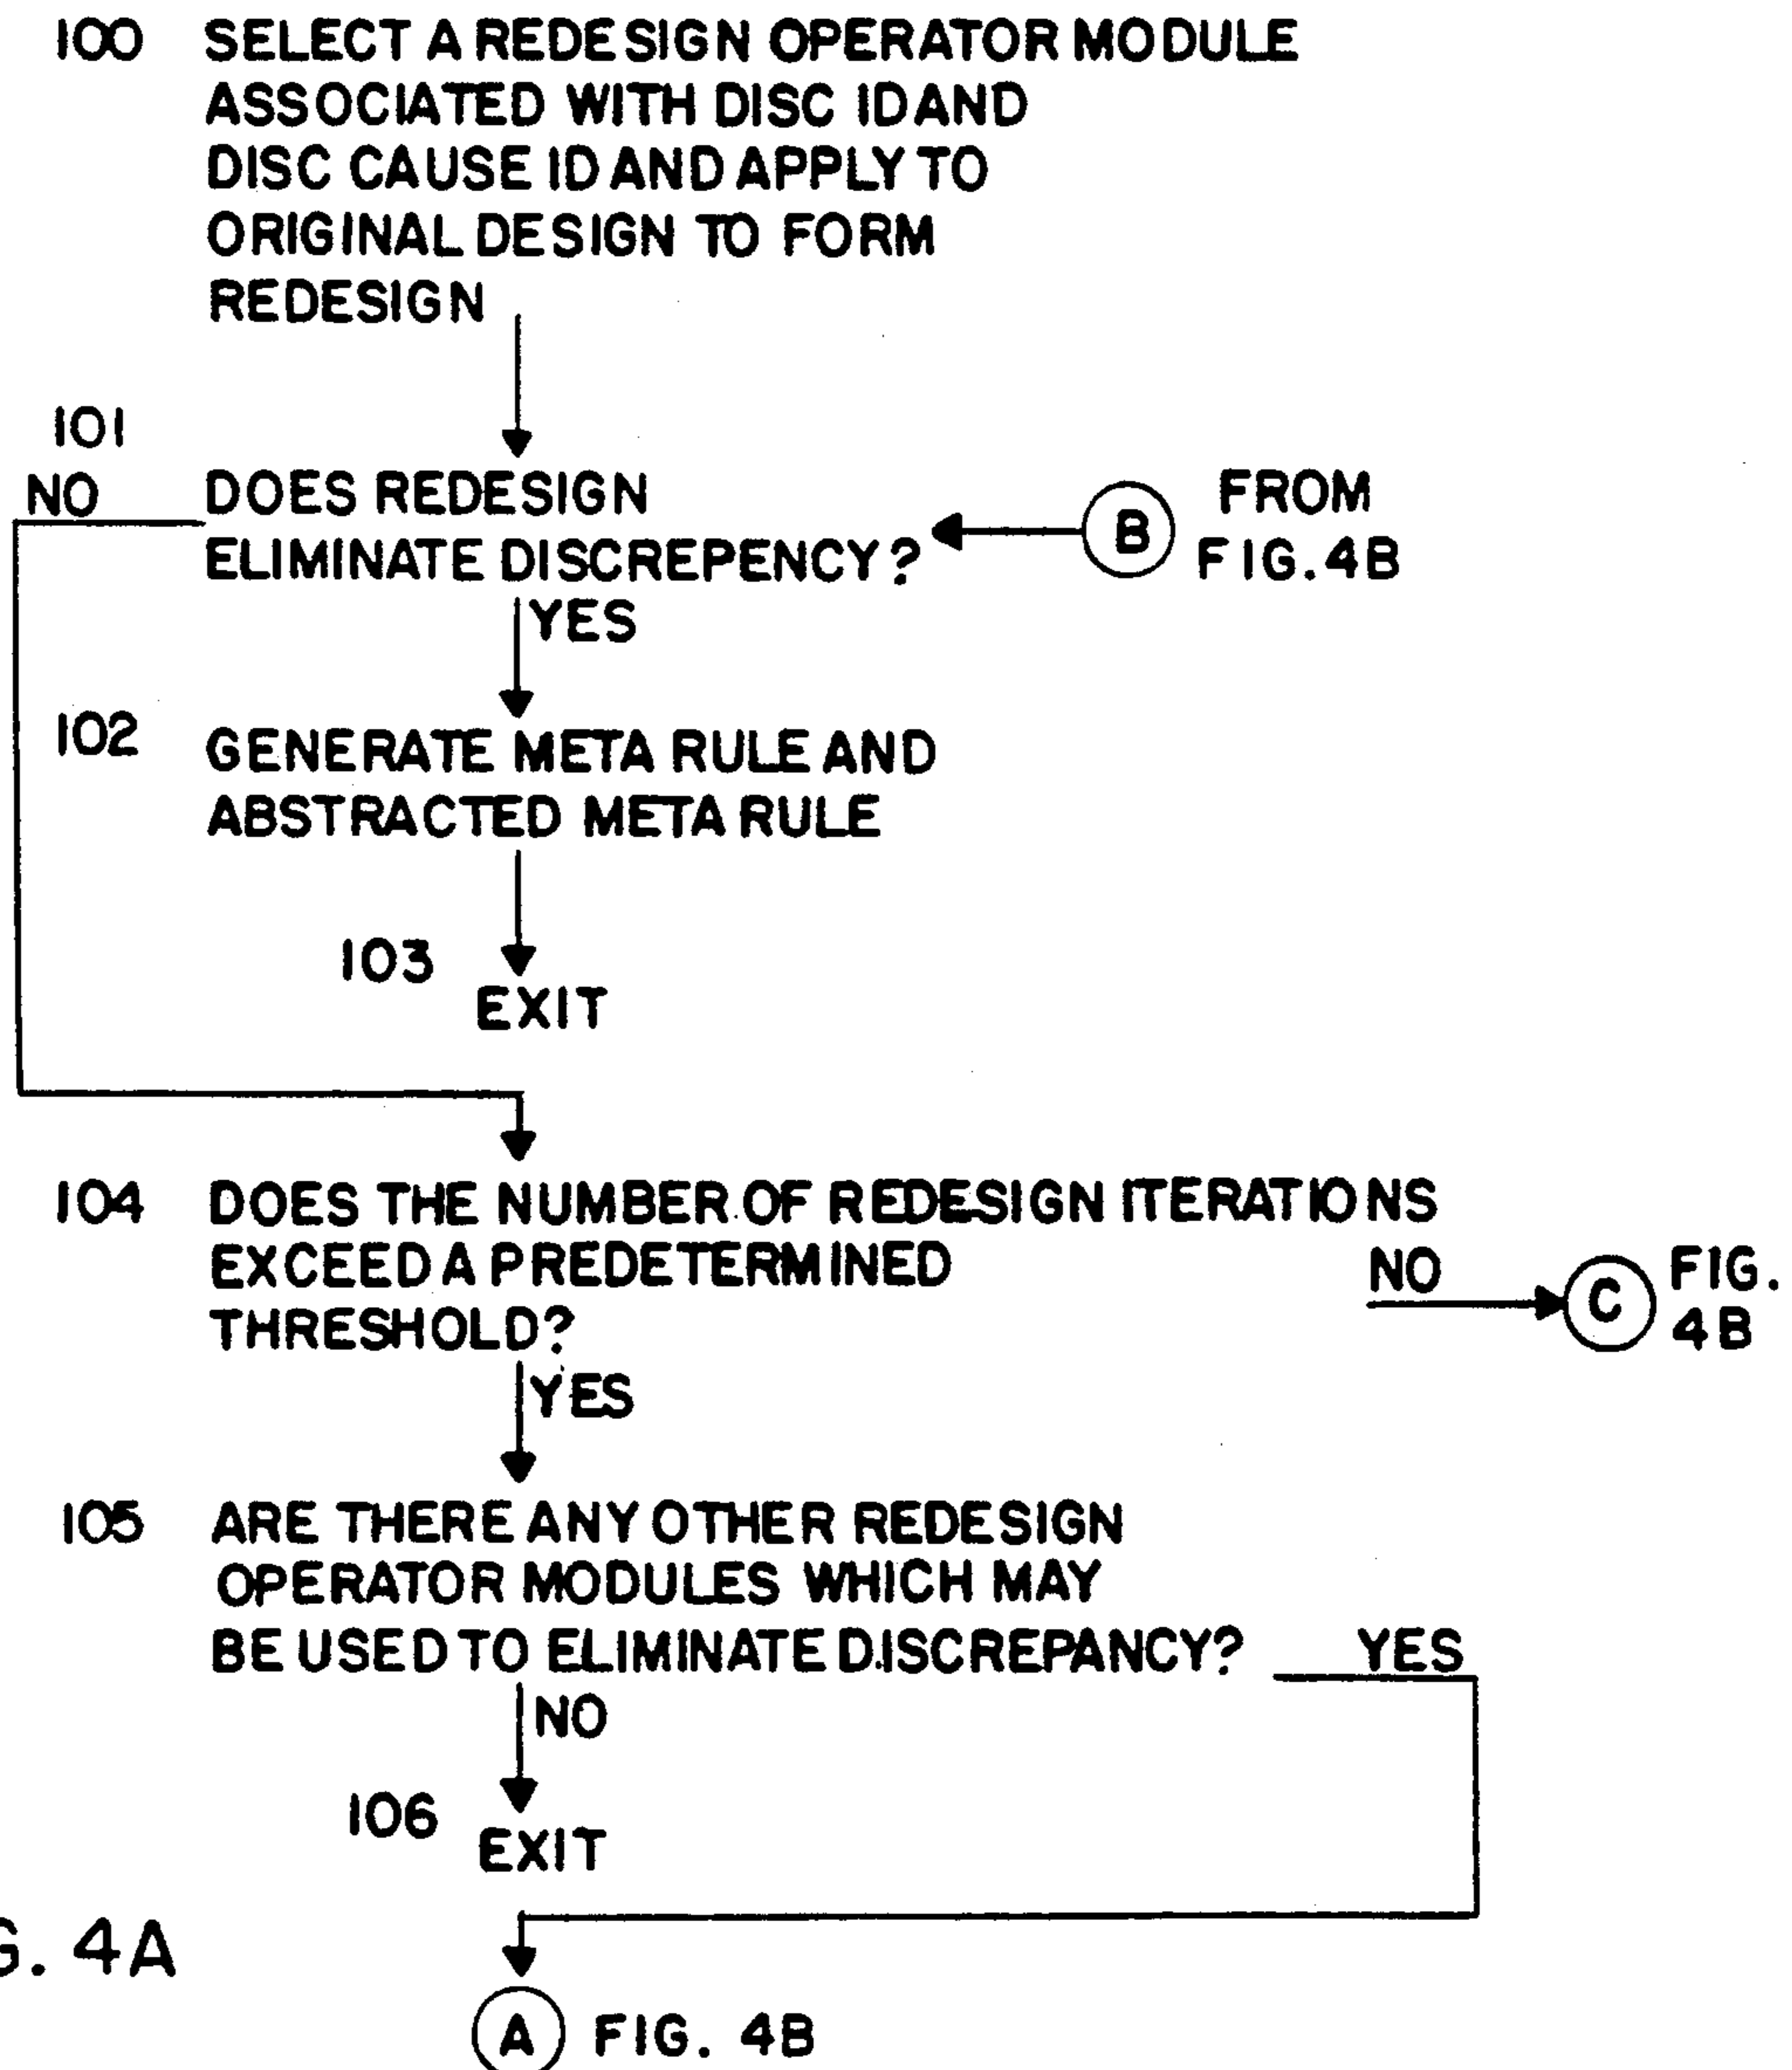 100 SELECT A REDESIGN OPERATOR MODULE
ASSOCIATED WITH DISC ID AND
DISC CAUSE ID AND APPLY TO
ORIGINAL DESIGN TO FORM
REDESIGN
101
NO DOES REDESIGN
ELIMINATE DISCREPENCY?
B FROM
FIG. 4B
YES
102 GENERATE META RULE AND
ABSTRACTED META RULE
103
EXIT
104 DOES THE NUMBER OF REDESIGN ITERATIONS
EXCEED A PREDETERMINED
THRESHOLD?
NO C FIG.
4B
YES
105 ARE THERE ANY OTHER REDESIGN
OPERATOR MODULES WHICH MAY
BE USED TO ELIMINATE DISCREPANCY? YES
NO
106
EXIT
G. 4A
A FIG. 4B